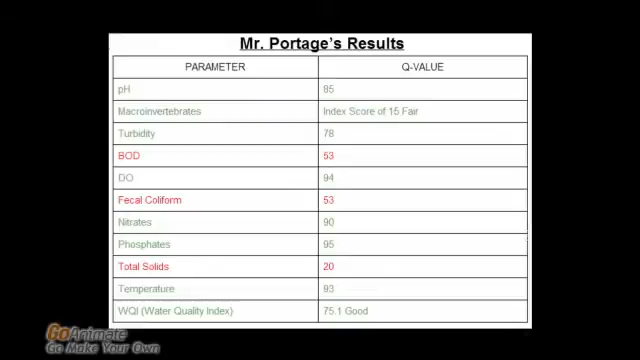 Mr. Portage's Results
PARAMETER Q-VALUE
pH 85
Macroinvertebrates Index Score of 15 Fair
Turbidity 78
BOD 53
DO 94
Fecal Coliform 53
Nitrates 90
Phosphates 95
Total Solids 20
Temperature 93
WQI (Water Quality Index) 75.1 Good
GoAnimate
Go Make Your Own